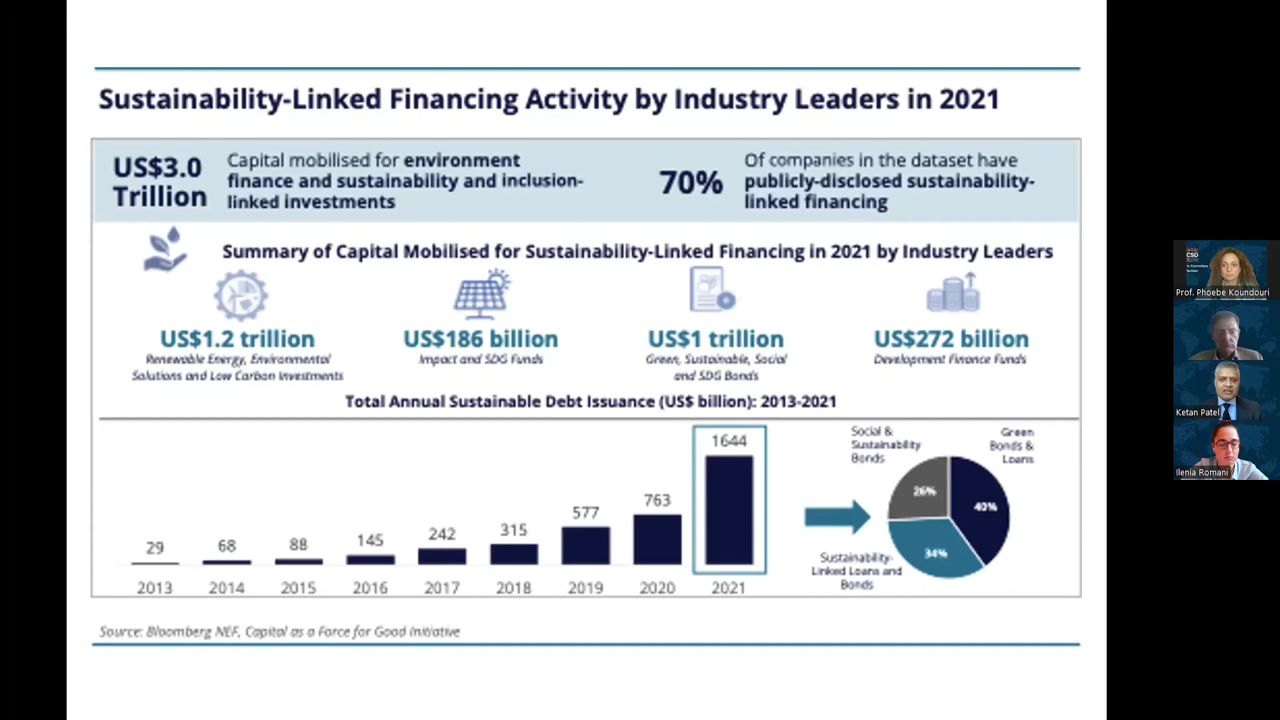 Sustainability-Linked Financing Activity by Industry Leaders in 2021
US$3.0
Trillion
Capital mobilised for environment
finance and sustainability and inclusion-
linked investments
70%
Of companies in the dataset have
publicly-disclosed sustainability-
linked financing
Summary of Capital Mobilised for Sustainability-Linked Financing in 2021 by Industry Leaders
US$1.2 trillion
Renewable Energy, Environmental
Solutions and Low Carbon Investments
US$186 billion
Impact and SDG Funds
US$1 trillion
Green, Sustainable, Social
and SDG Bonds
US$272 billion
Development Finance Funds
Total Annual Sustainable Debt Issuance (US$ billion): 2013-2021
29
68
88
145
242
315
577
763
1644
2013
2014
2015
2016
2017
2018
2019
2020
2021
Social &
Sustainability
Bonds
Green
Bonds &
Loans
26%
40%
34%
Sustainability-
Linked Loans and
Bonds
Source: Bloomberg NEF, Capital as a Force for Good Initiative
CSD
Prof. Phoebe Koundouri
Ketan Patel
Ilenia Romani